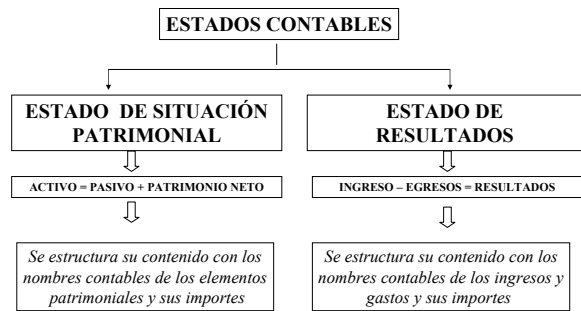 ESTADOS CONTABLES
ESTADO DE SITUACIÓN
PATRIMONIAL
ACTIVO = PASIVO + PATRIMONIO NETO
Se estructura su contenido con los
nombres contables de los elementos
patrimoniales y sus importes
ESTADO DE
RESULTADOS
INGRESO – EGRESOS = RESULTADOS
Se estructura su contenido con los
nombres contables de los ingresos y
gastos y sus importes